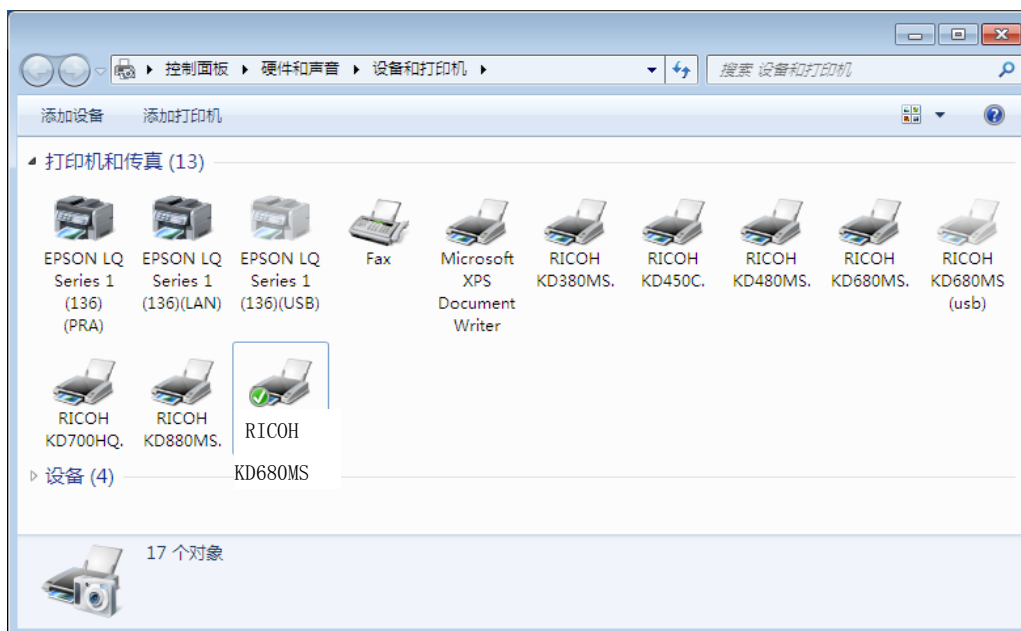 控制面板 硬件和声音 设备和打印机
搜索 设备和打印机
添加设备 添加打印机
打印机和传真 (13)
EPSON LQ Series 1 (136) (PRA)
EPSON LQ Series 1 (136)(LAN)
EPSON LQ Series 1 (136)(USB)
Fax
Microsoft XPS Document Writer
RICOH KD380MS.
RICOH KD450C.
RICOH KD480MS.
RICOH KD680MS.
RICOH KD680MS (usb)
RICOH KD700HQ.
RICOH KD880MS.
RICOH
KD680MS
设备 (4)
17 个对象